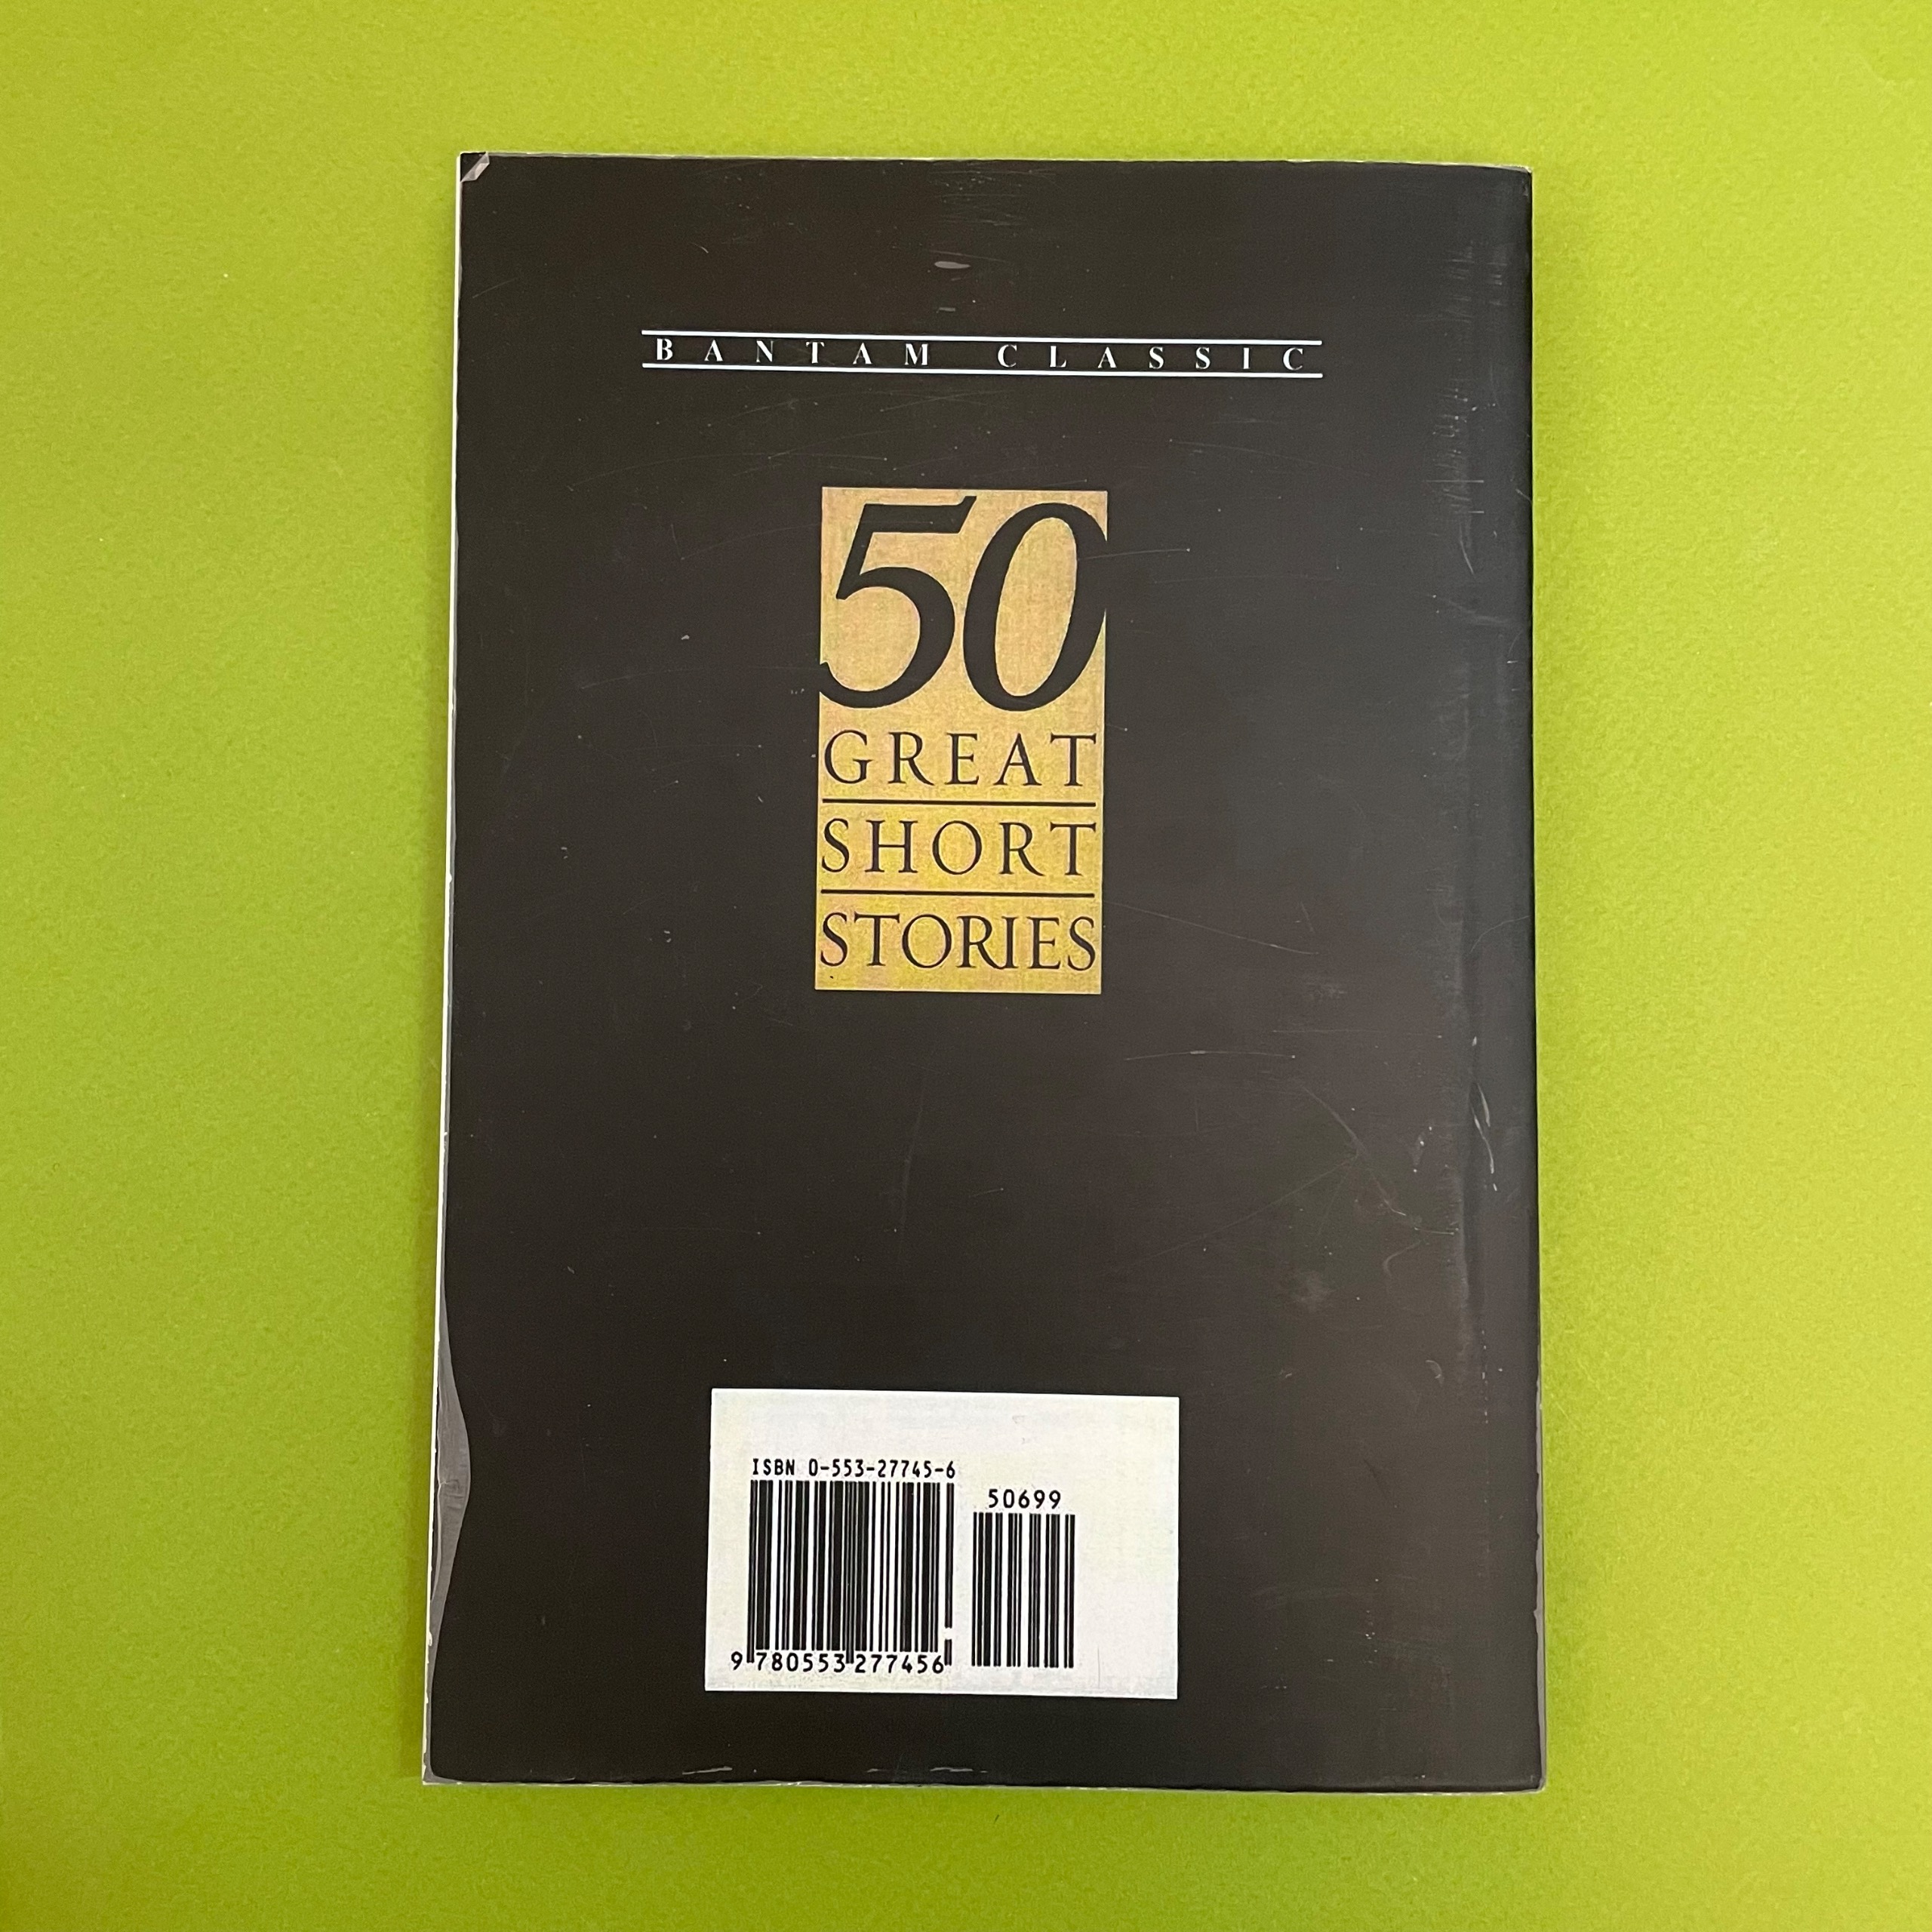 BANTAM CLASSIC
50
GREAT
SHORT
STORIES
ISBN 0-553-27745-6
50699
9 780553 277456